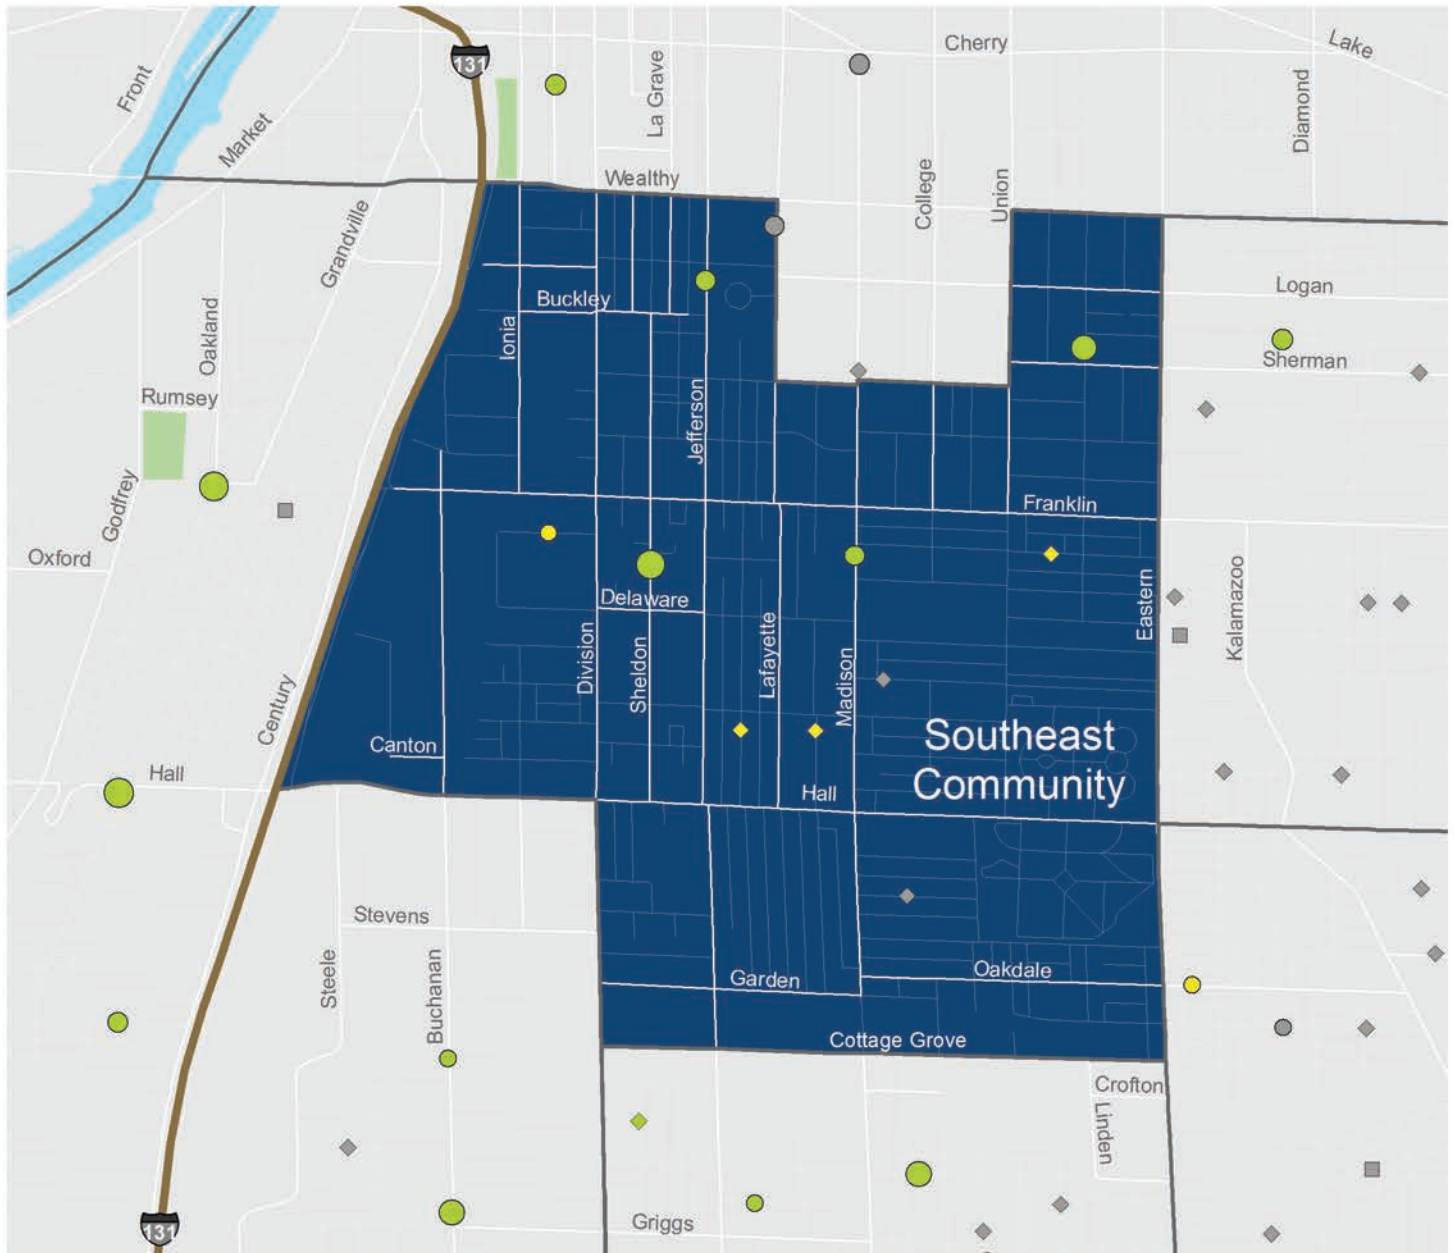 Lake
Cherry
131
Front
La Grave
Diamond
Market
Wealthy
College
Union
Grandville
Logan
Buckley
Oakland
Ionia
Sherman
Rumsey
Jefferson
Godfrey
Franklin
Oxford
Delaware
Eastern
Kalamazoo
Division
Sheldon
Lafayette
Madison
Century
Canton
Southeast
Community
Hall
Hall
Stevens
Steele
Buchanan
Garden
Oakdale
Cottage Grove
Crofton
Linden
131
Griggs